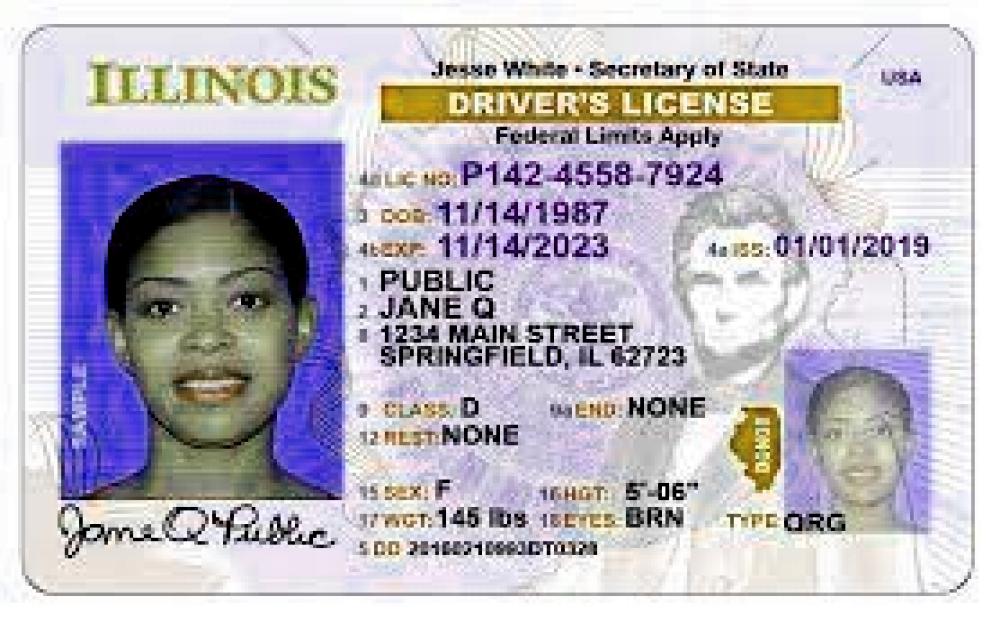 ILLINOIS
Jesse White • Secretary of State
USA
DRIVER'S LICENSE
Federal Limits Apply
4d LIC NO: P142-4558-7924
3 DOB: 11/14/1987
4b EXP: 11/14/2023
4a ISS: 01/01/2019
1 PUBLIC
2 JANE Q
8 1234 MAIN STREET
SPRINGFIELD, IL 62723
9 CLASS: D 9a END: NONE
12 REST: NONE
DONOR
SAMPLE
15 SEX: F 16 HGT: 5'-06"
17 WGT: 145 lbs 18 EYES: BRN
TYPE ORG
Jane Q Public
5 DD